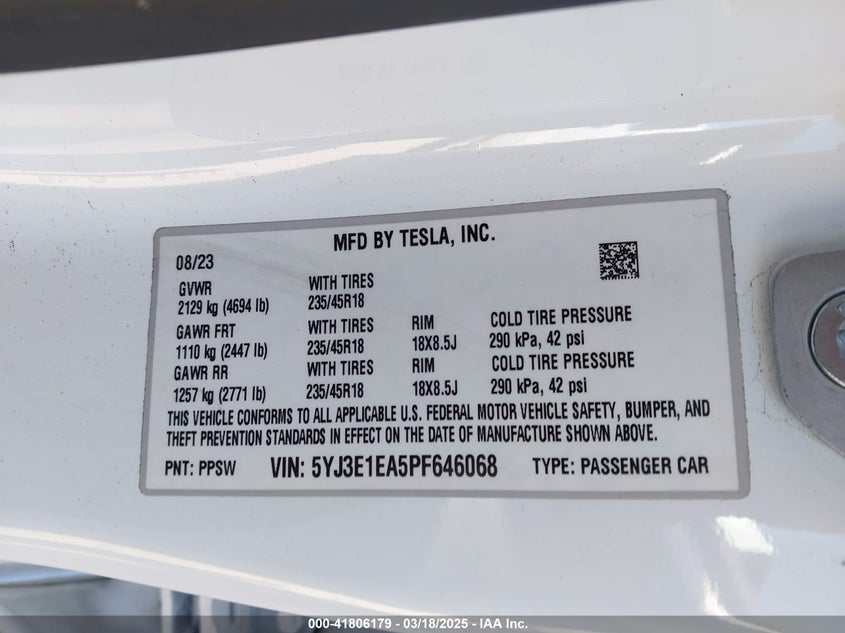 MFD BY TESLA, INC.
08/23
GVWR WITH TIRES
2129 kg (4694 lb) 235/45R18
GAWR FRT WITH TIRES RIM COLD TIRE PRESSURE
1110 kg (2447 lb) 235/45R18 18X8.5J 290 kPa, 42 psi
GAWR RR WITH TIRES RIM COLD TIRE PRESSURE
1257 kg (2771 lb) 235/45R18 18X8.5J 290 kPa, 42 psi
THIS VEHICLE CONFORMS TO ALL APPLICABLE U.S. FEDERAL MOTOR VEHICLE SAFETY, BUMPER, AND
THEFT PREVENTION STANDARDS IN EFFECT ON THE DATE OF MANUFACTURE SHOWN ABOVE.
PNT: PPSW VIN: 5YJ3E1EA5PF646068 TYPE: PASSENGER CAR
000-41806179 — 03/18/2025 — IAA Inc.